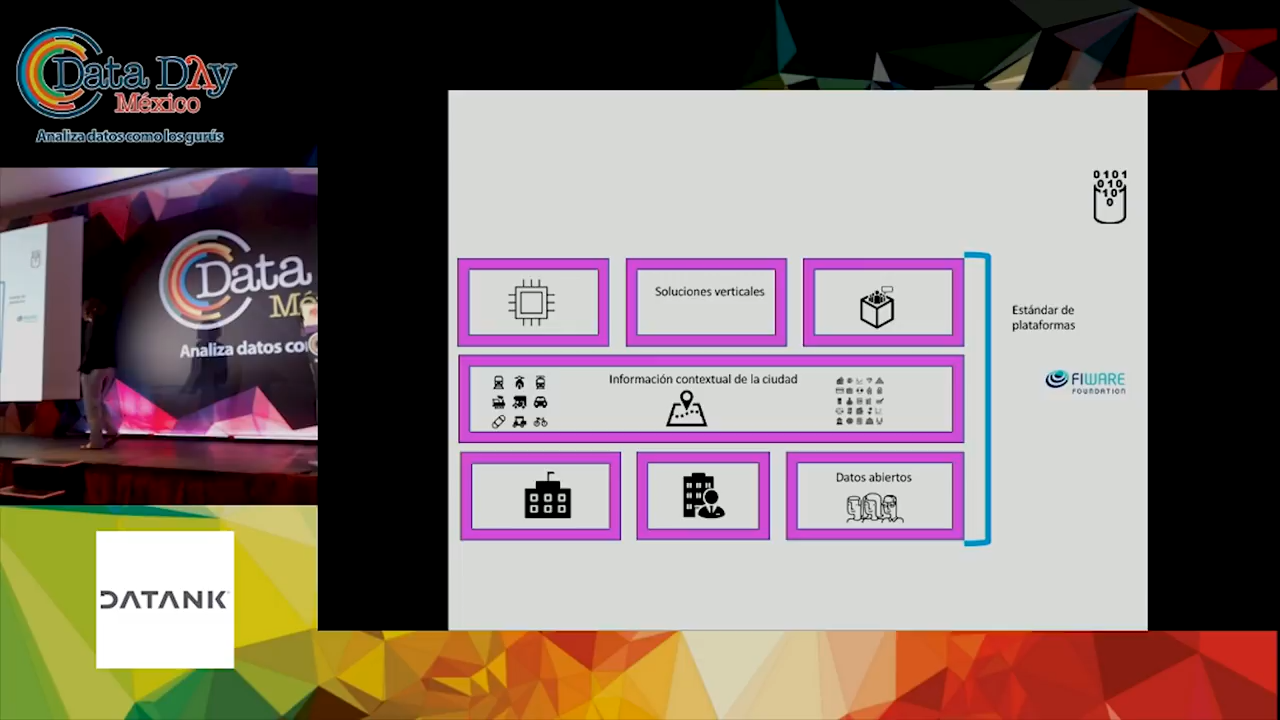 Data Day
México
Analiza datos como los gurús
Data
Mé
Analiza datos co
DATANK
0101
010
10
0
Soluciones verticales
Estándar de
plataformas
Información contextual de la ciudad
FIWARE
FOUNDATION
Datos abiertos